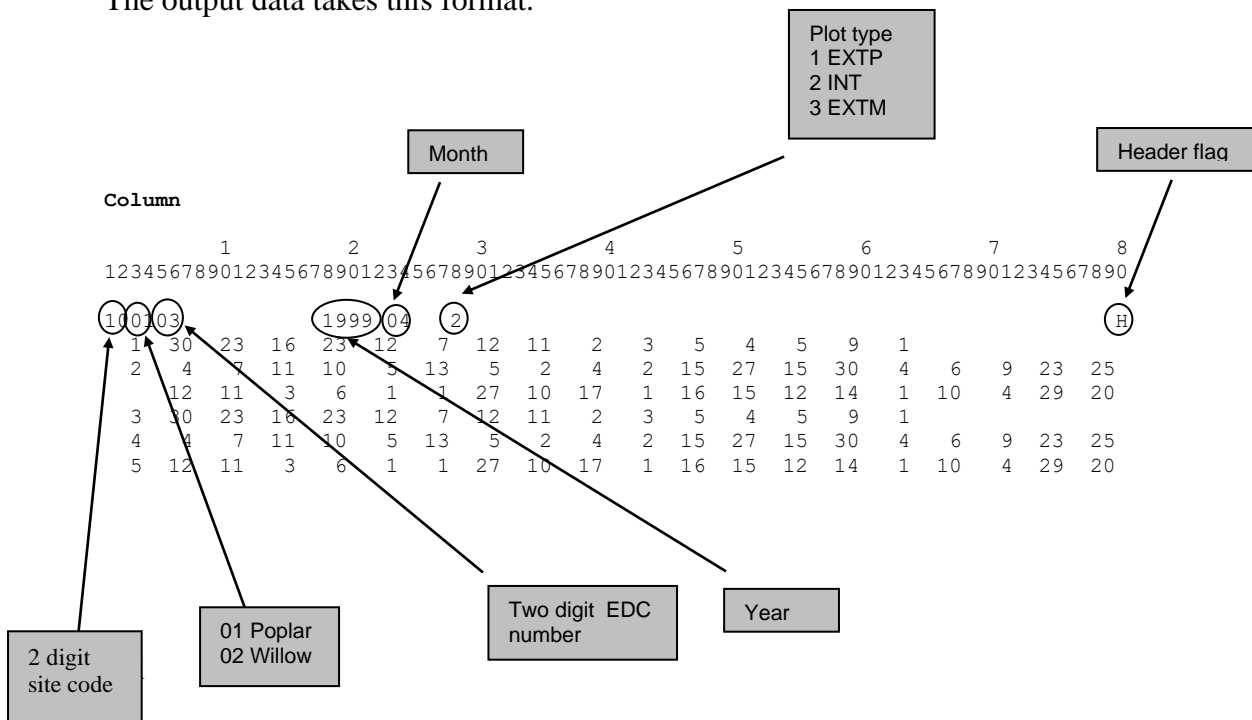 The output data takes this format.
Plot type
1 EXTP
2 INT
3 EXTM
Month
Header flag
Column
1 2 3 4 5 6 7 8
12345678901234567890123456789012345678901234567890123456789012345678901234567890
100103 1999 04 2 H
1 30 23 16 23 12 7 12 11 2 3 5 4 5 9 1
2 4 7 11 10 5 13 5 2 4 2 15 27 15 30 4 6 9 23 25
12 11 3 6 1 1 27 10 17 1 16 15 12 14 1 10 4 29 20
3 30 23 16 23 12 7 12 11 2 3 5 4 5 9 1
4 4 7 11 10 5 13 5 2 4 2 15 27 15 30 4 6 9 23 25
5 12 11 3 6 1 1 27 10 17 1 16 15 12 14 1 10 4 29 20
Two digit EDC
number
Year
01 Poplar
02 Willow
2 digit
site code